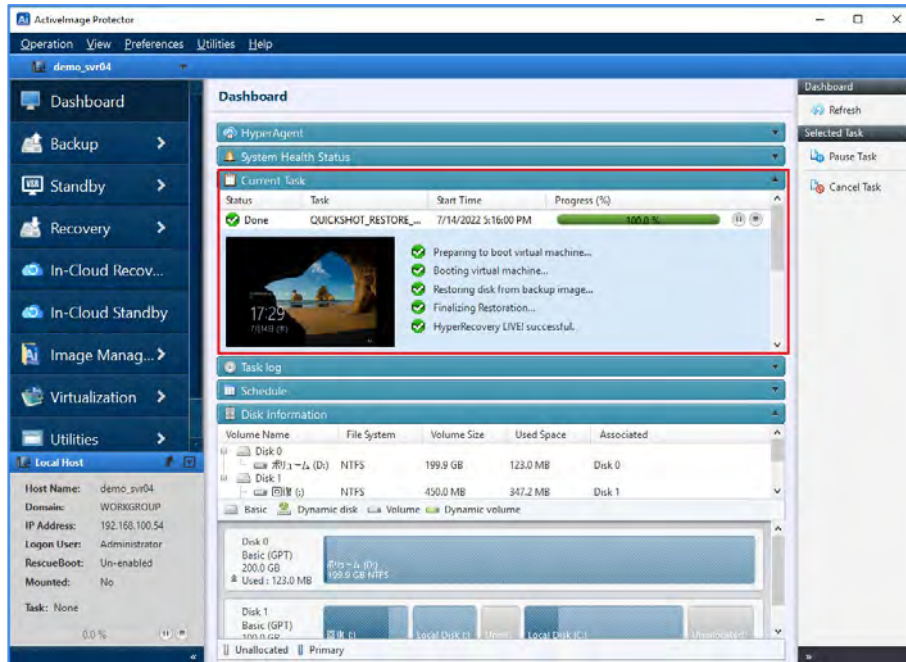 ActiveImage Protector
Operation View Preferences Utilities Help
demo_svr04
Dashboard
Backup
Standby
Recovery
In-Cloud Recov...
In-Cloud Standby
Image Manag...
Virtualization
Utilities
Local Host
Host Name: demo_svr04
Domain: WORKGROUP
IP Address: 192.168.100.54
Logon User: Administrator
RescueBoot: Un-enabled
Mounted: No
Task: None
0.0 %
Dashboard
HyperAgent
System Health Status
Current Task
Status Task Start Time Progress (%)
Done QUICKSHOT_RESTORE_... 7/14/2022 5:16:00 PM 100.0 %
17:29
Preparing to boot virtual machine...
Booting virtual machine...
Restoring disk from backup image...
Finalizing Restoration...
HyperRecovery LIVE! successful.
Task log
Schedule
Disk Information
Volume Name File System Volume Size Used Space Associated
Disk 0
ボリューム (D:) NTFS 199.9 GB 123.0 MB Disk 0
Disk 1
回復 (:) NTFS 450.0 MB 347.2 MB Disk 1
Basic Dynamic disk Volume Dynamic volume
Disk 0
Basic (GPT)
200.0 GB
Used : 123.0 MB
ボリューム (D:)
199.9 GB NTFS
Disk 1
Basic (GPT)
100.0 GB
Local Disk (C:)
Unallocated Primary
Dashboard
Refresh
Selected Task
Pause Task
Cancel Task